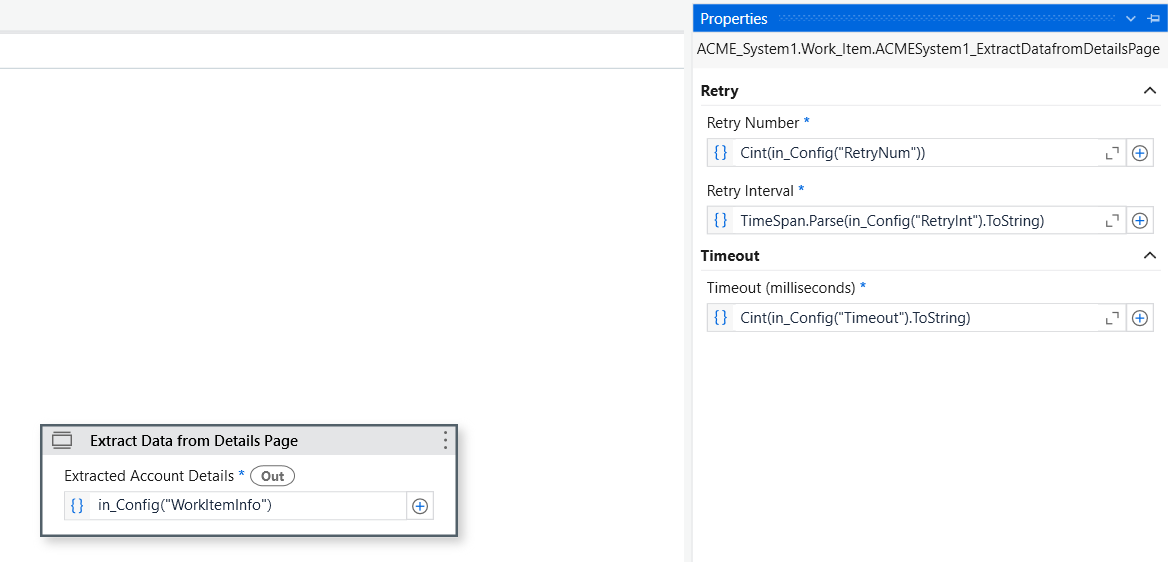 Properties
ACME_System1.Work_Item.ACMESystem1_ExtractDatafromDetailsPage
Retry
Retry Number *
{ } Cint(in_Config("RetryNum"))
Retry Interval *
{ } TimeSpan.Parse(in_Config("RetryInt").ToString)
Timeout
Timeout (milliseconds) *
{ } Cint(in_Config("Timeout").ToString)
Extract Data from Details Page
Extracted Account Details * Out
{ } in_Config("WorkItemInfo")